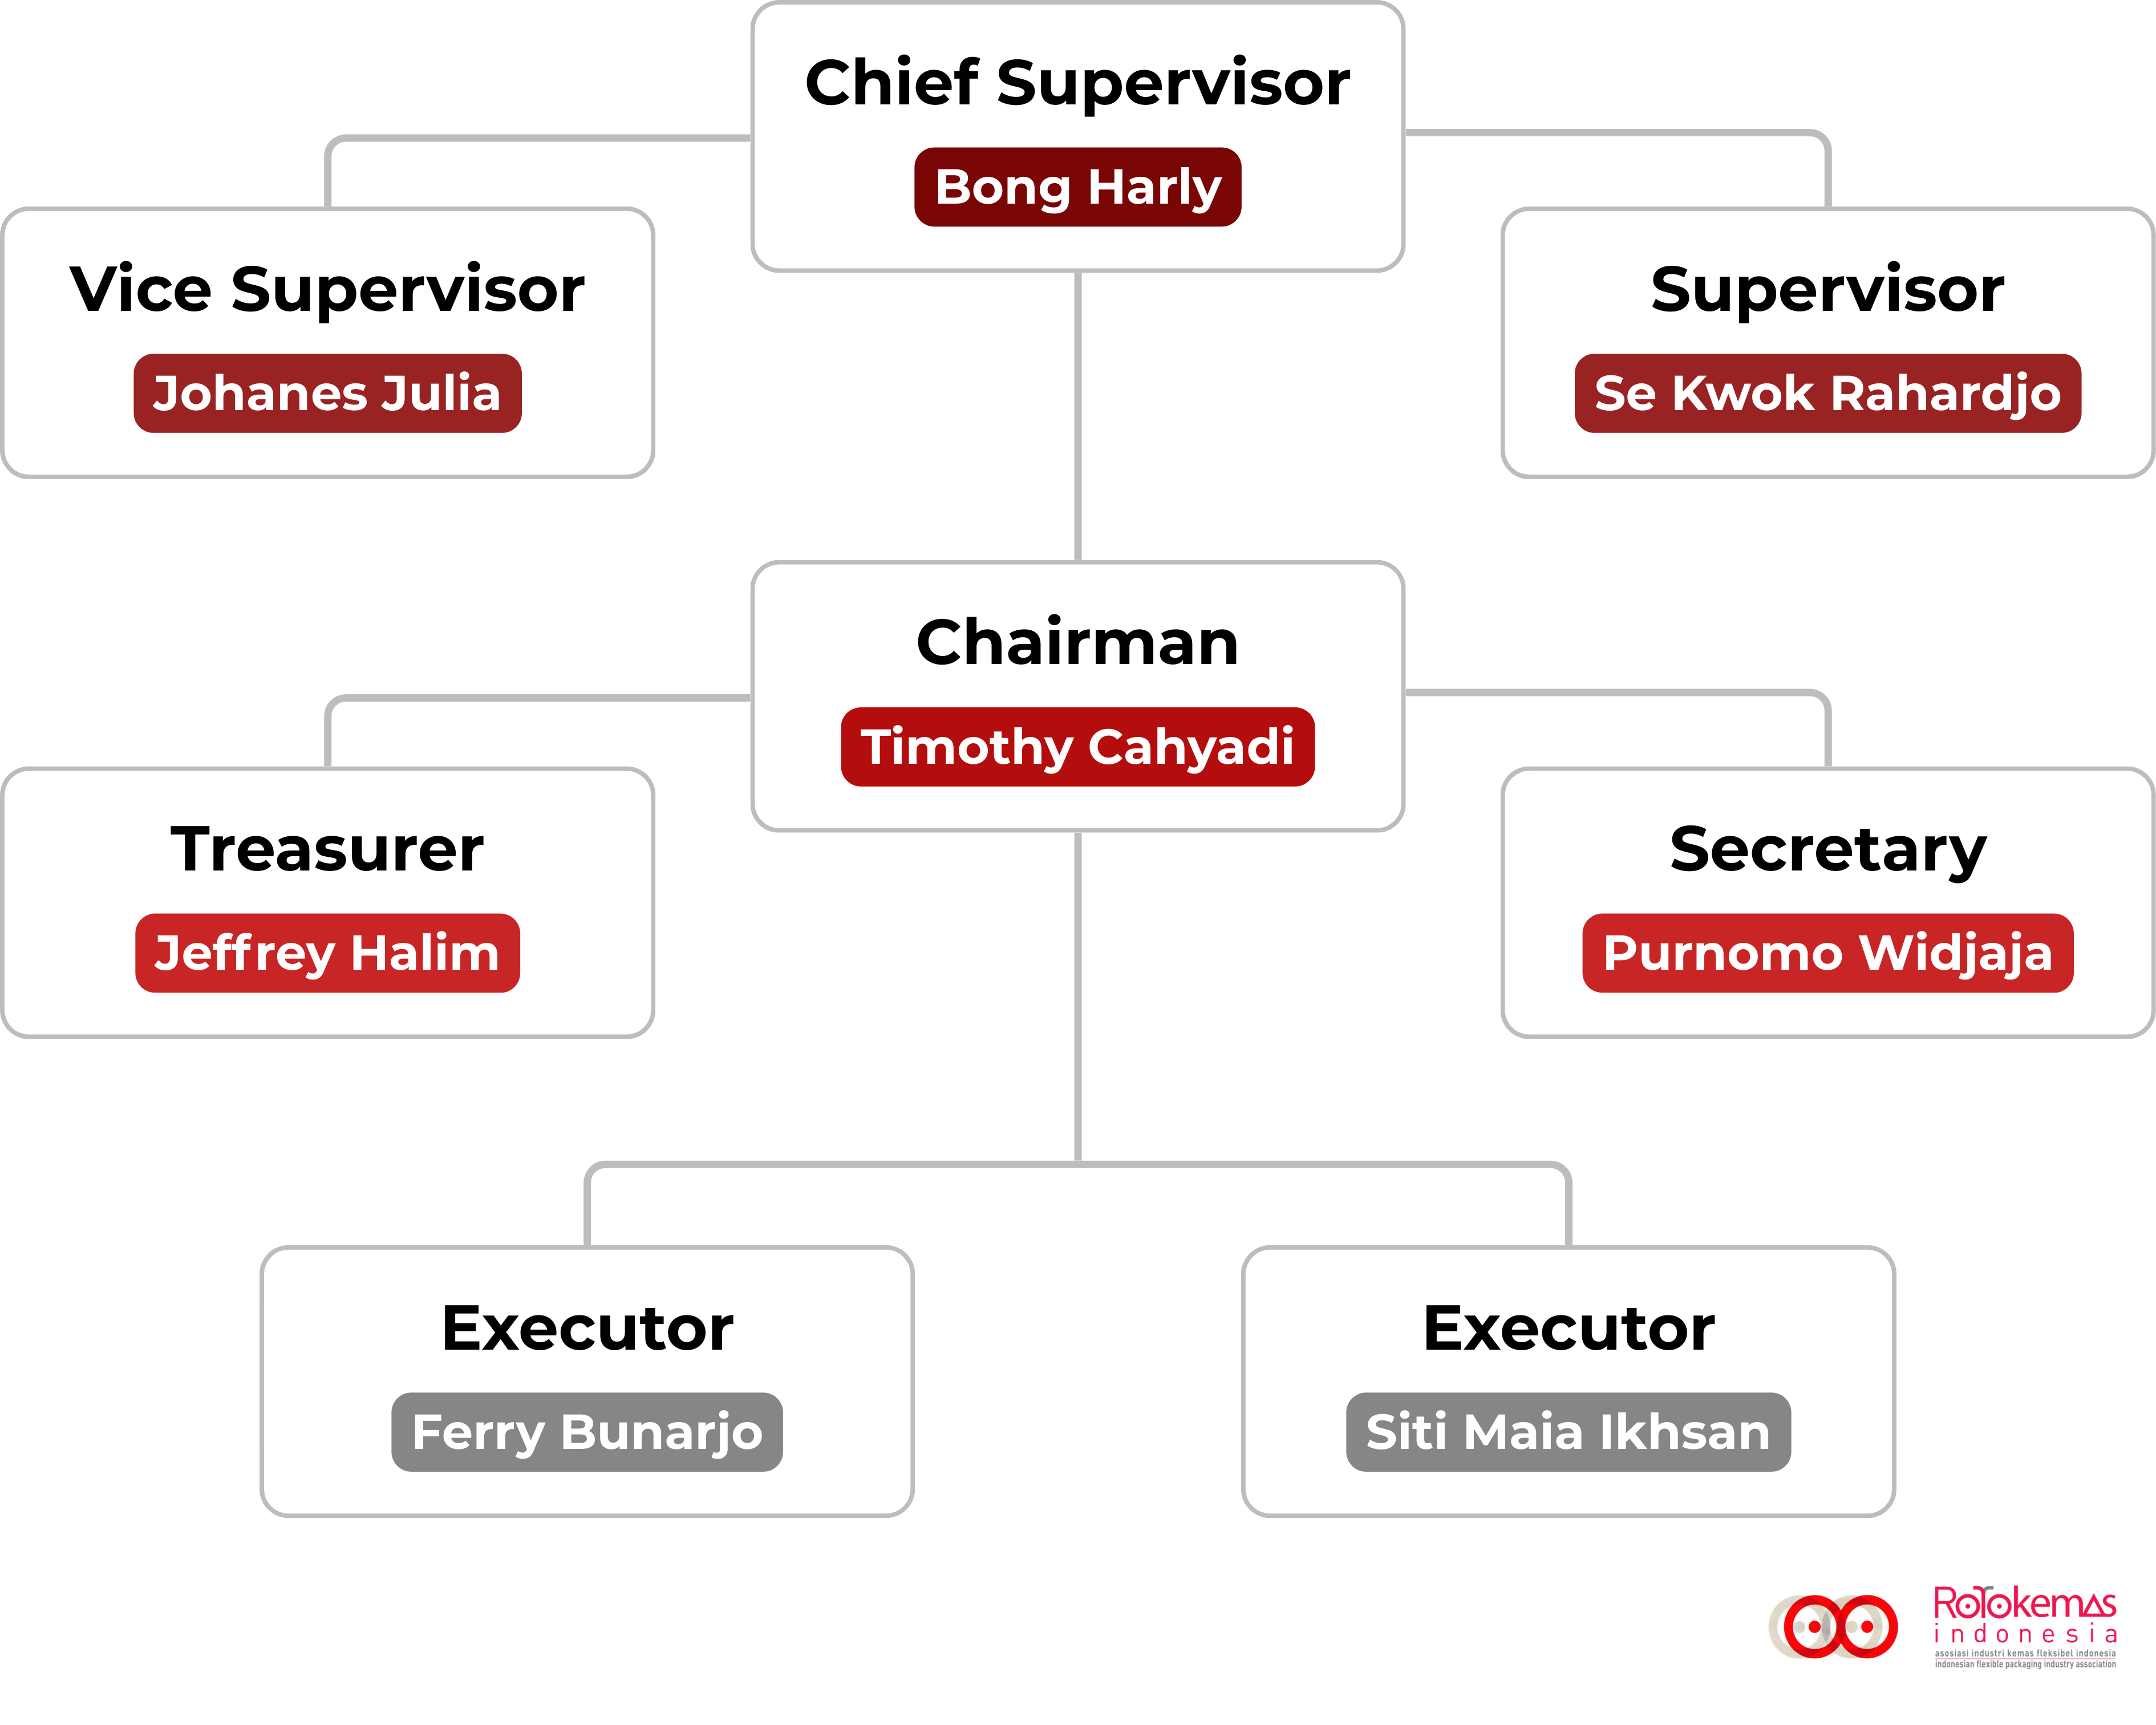 Chief Supervisor
Bong Harly
Vice Supervisor
Johanes Julia
Supervisor
Se Kwok Rahardjo
Chairman
Timothy Cahyadi
Treasurer
Jeffrey Halim
Secretary
Purnomo Widjaja
Executor
Ferry Bunarjo
Executor
Siti Maia Ikhsan
Rotokemas
indonesia
asosiasi industri kemas fleksibel indonesia
indonesian flexible packaging industry association